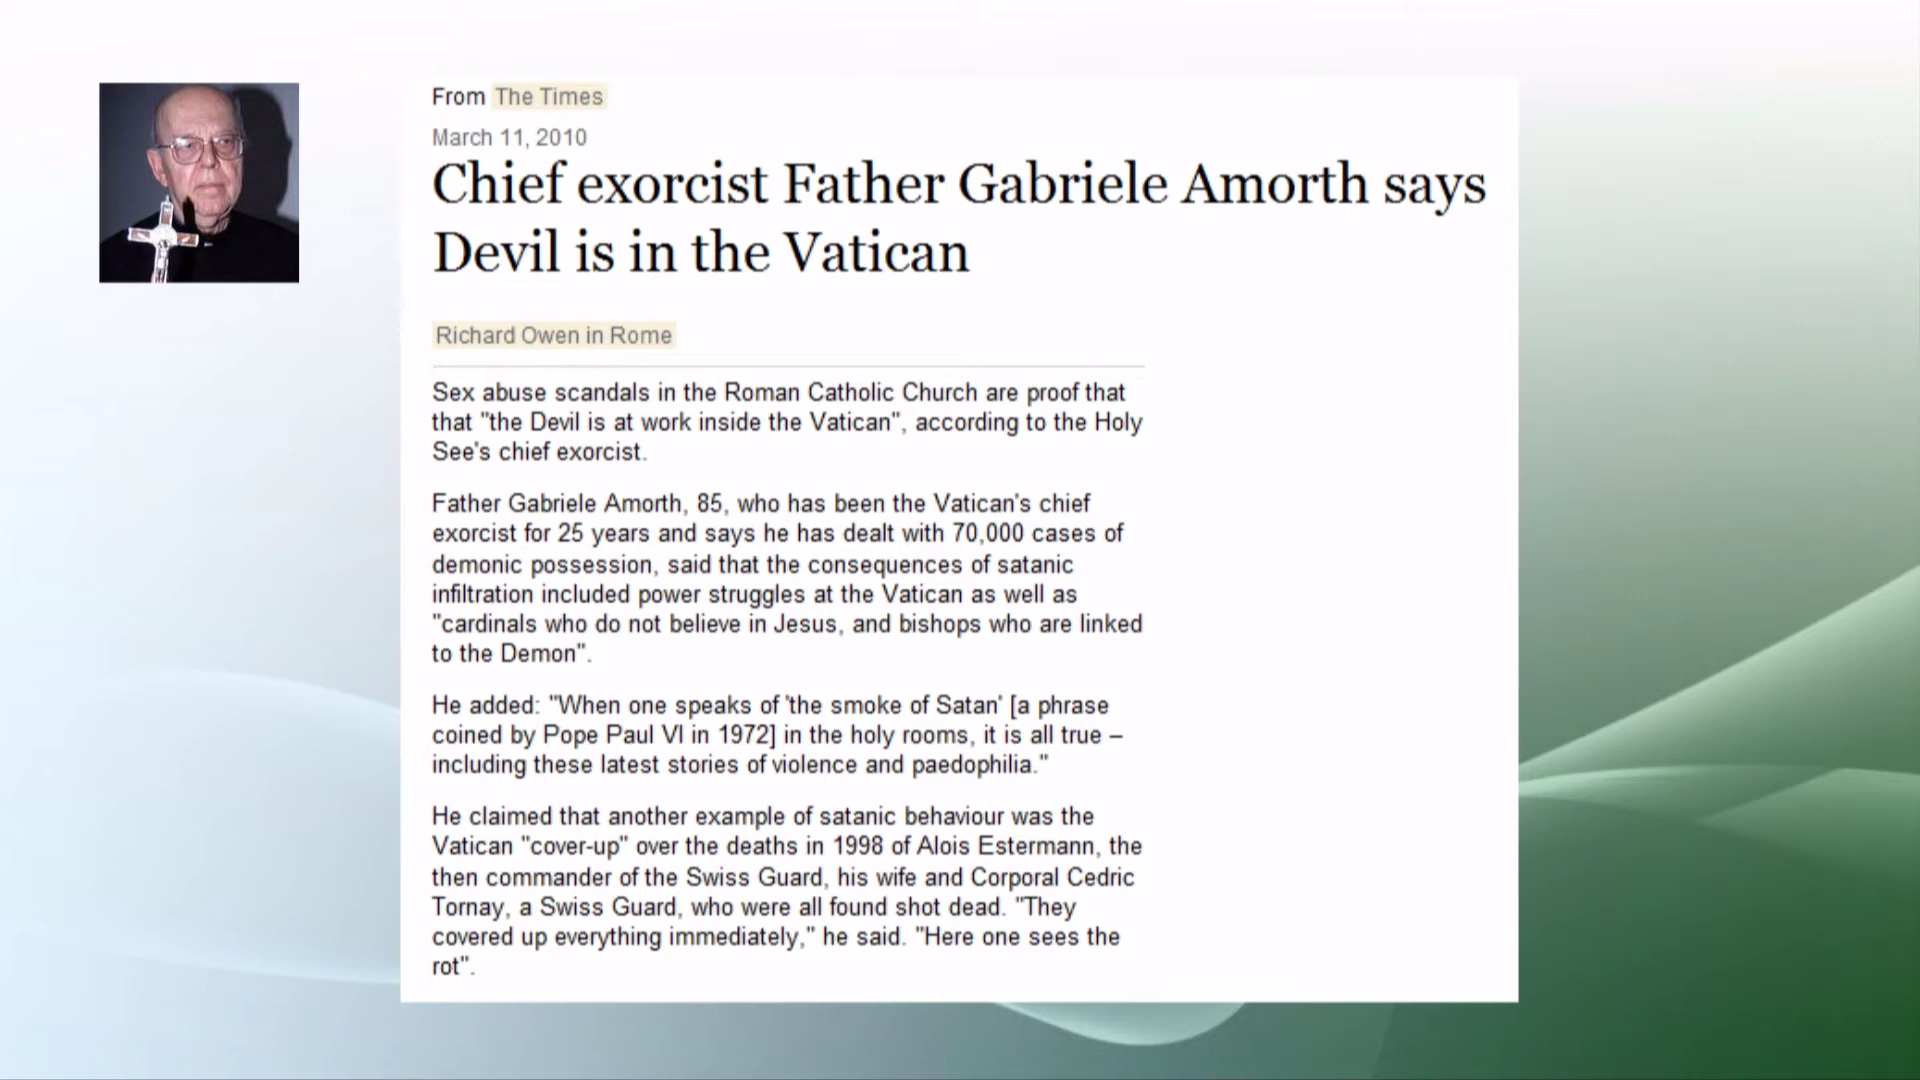 From The Times
March 11, 2010
Chief exorcist Father Gabriele Amorth says
Devil is in the Vatican
Richard Owen in Rome
Sex abuse scandals in the Roman Catholic Church are proof that
that "the Devil is at work inside the Vatican", according to the Holy
See's chief exorcist.
Father Gabriele Amorth, 85, who has been the Vatican's chief
exorcist for 25 years and says he has dealt with 70,000 cases of
demonic possession, said that the consequences of satanic
infiltration included power struggles at the Vatican as well as
"cardinals who do not believe in Jesus, and bishops who are linked
to the Demon".
He added: "When one speaks of 'the smoke of Satan' [a phrase
coined by Pope Paul VI in 1972] in the holy rooms, it is all true –
including these latest stories of violence and paedophilia."
He claimed that another example of satanic behaviour was the
Vatican "cover-up" over the deaths in 1998 of Alois Estermann, the
then commander of the Swiss Guard, his wife and Corporal Cedric
Tornay, a Swiss Guard, who were all found shot dead. "They
covered up everything immediately," he said. "Here one sees the
rot".